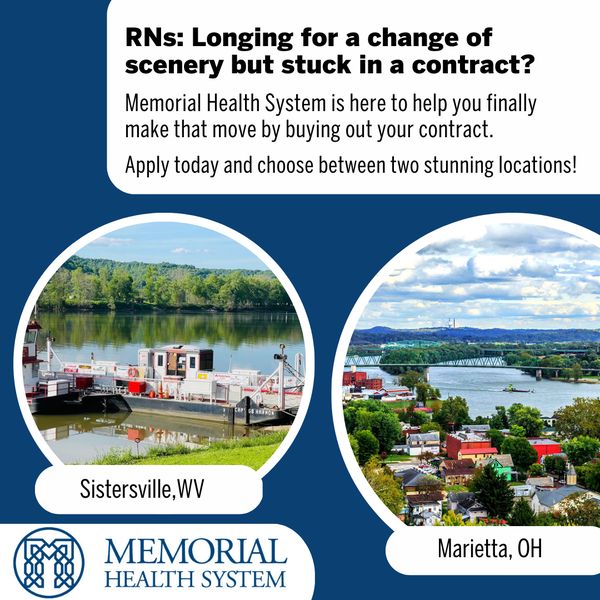 RNs: Longing for a change of
scenery but stuck in a contract?
Memorial Health System is here to help you finally
make that move by buying out your contract.
Apply today and choose between two stunning locations!
Sistersville,WV
Marietta, OH
MEMORIAL
HEALTH SYSTEM